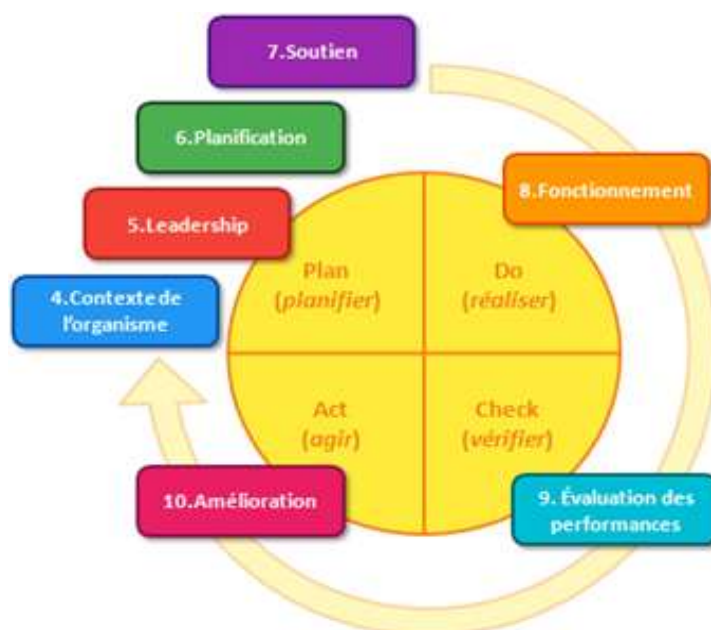 7.Soutien
6.Planification
8.Fonctionnement
5.Leadership
Plan
(planifier)
Do
(réaliser)
4.Contexte de
l'organisme
Act
(agir)
Check
(vérifier)
10.Amélioration
9. Évaluation des
performances